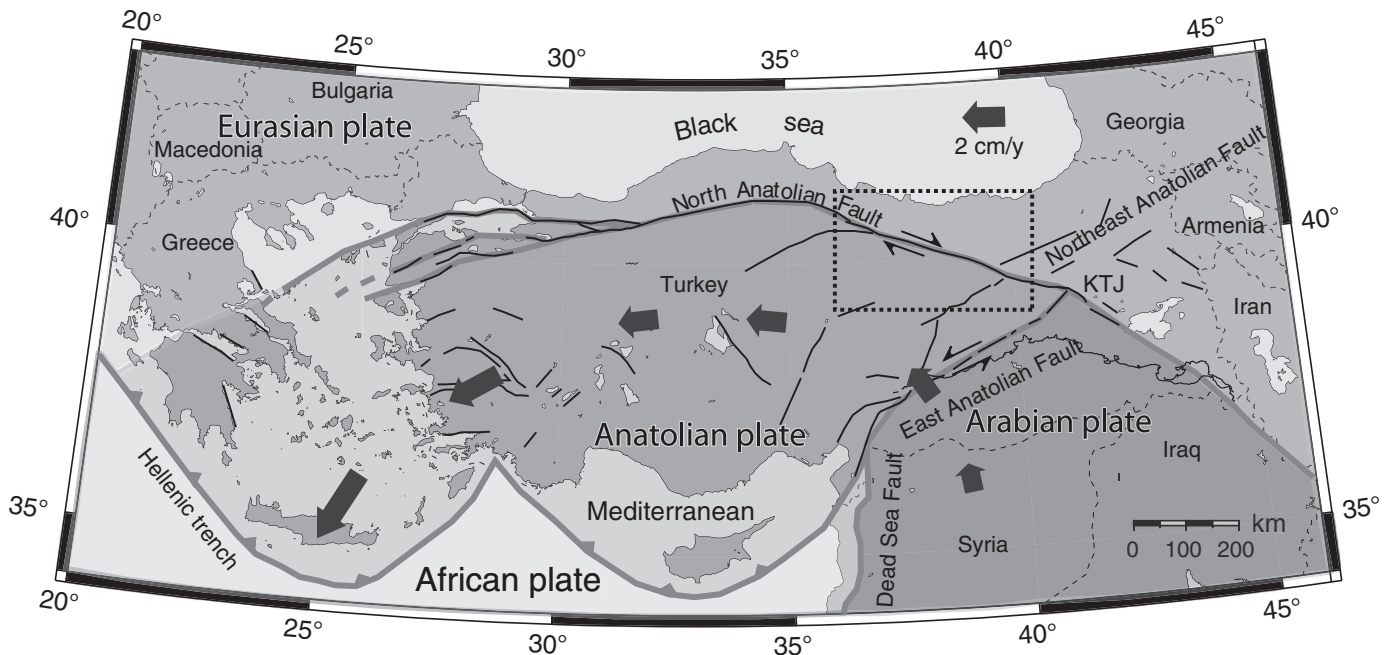 20°
25°
30°
35°
40°
45°
Bulgaria
Eurasian plate
Macedonia
Black sea
2 cm/y
Georgia
40°
Greece
North Anatolian Fault
Northeast Anatolian Fault
Armenia
40°
Turkey
KTJ
Iran
East Anatolian Fault
Anatolian plate
Arabian plate
Iraq
Hellenic trench
35°
Mediterranean
Dead Sea Fault
Syria
km
0 100 200
35°
African plate
20°
25°
30°
35°
40°
45°